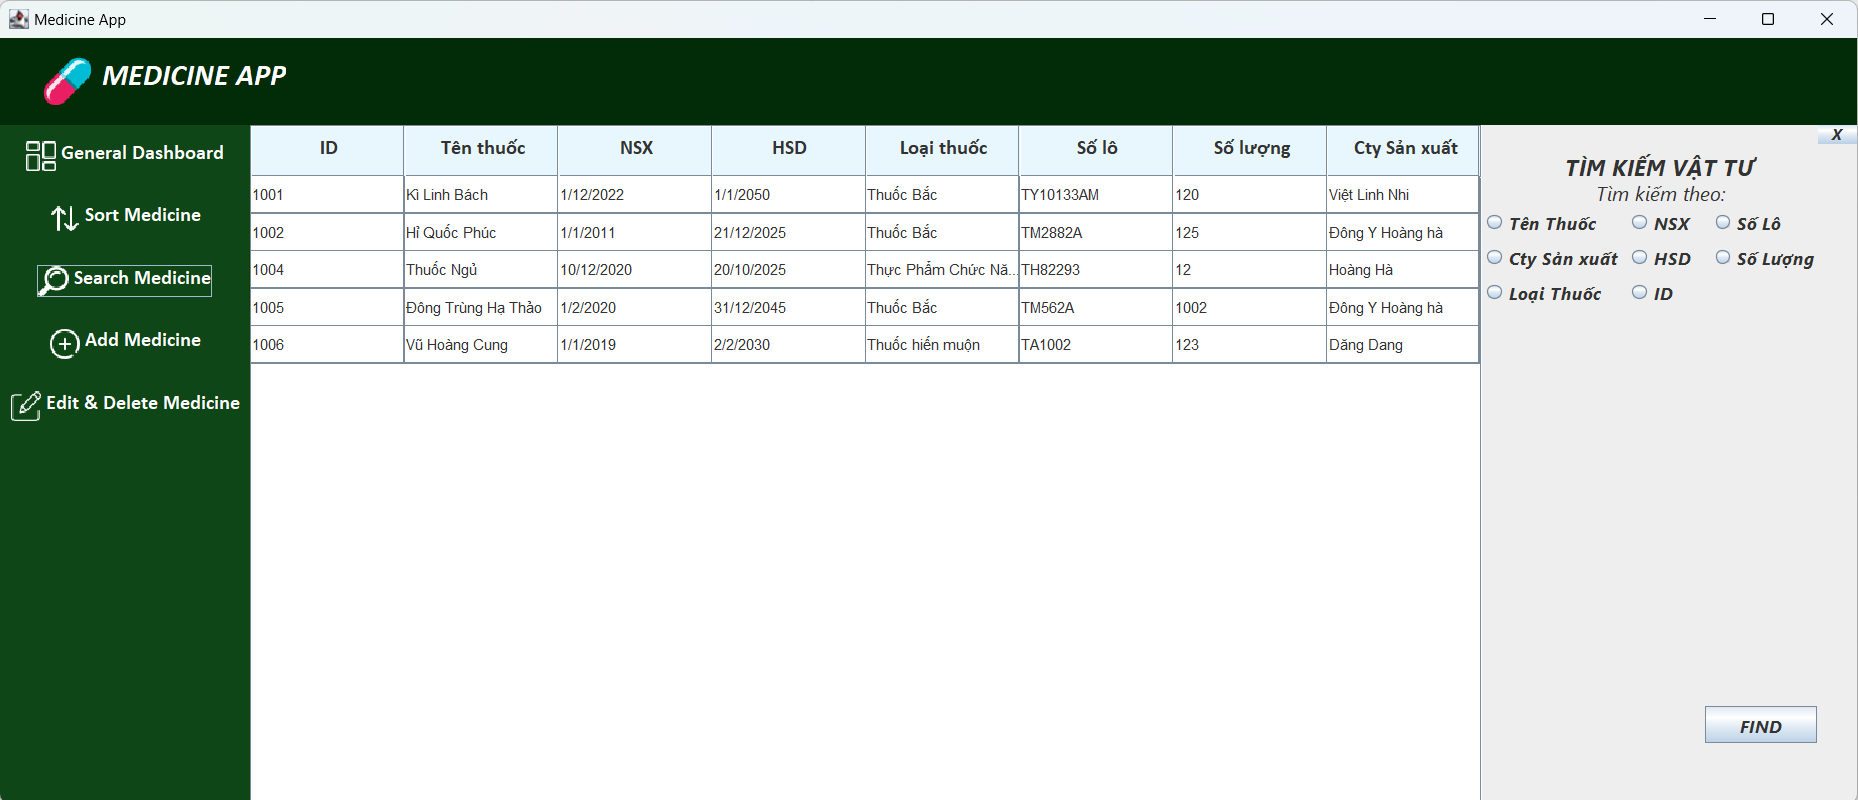 Medicine App
MEDICINE APP
General Dashboard
Sort Medicine
Search Medicine
Add Medicine
Edit & Delete Medicine
ID Tên thuốc NSX HSD Loại thuốc Số lô Số lượng Cty Sản xuất
1001 Kì Linh Bách 1/12/2022 1/1/2050 Thuốc Bắc TY10133AM 120 Việt Linh Nhi
1002 Hỉ Quốc Phúc 1/1/2011 21/12/2025 Thuốc Bắc TM2882A 125 Đông Y Hoàng hà
1004 Thuốc Ngủ 10/12/2020 20/10/2025 Thực Phẩm Chức Nă... TH82293 12 Hoàng Hà
1005 Đông Trùng Hạ Thảo 1/2/2020 31/12/2045 Thuốc Bắc TM562A 1002 Đông Y Hoàng hà
1006 Vũ Hoàng Cung 1/1/2019 2/2/2030 Thuốc hiến muộn TA1002 123 Dăng Dang
X
TÌM KIẾM VẬT TƯ
Tìm kiếm theo:
Tên Thuốc NSX Số Lô
Cty Sản xuất HSD Số Lượng
Loại Thuốc ID
FIND